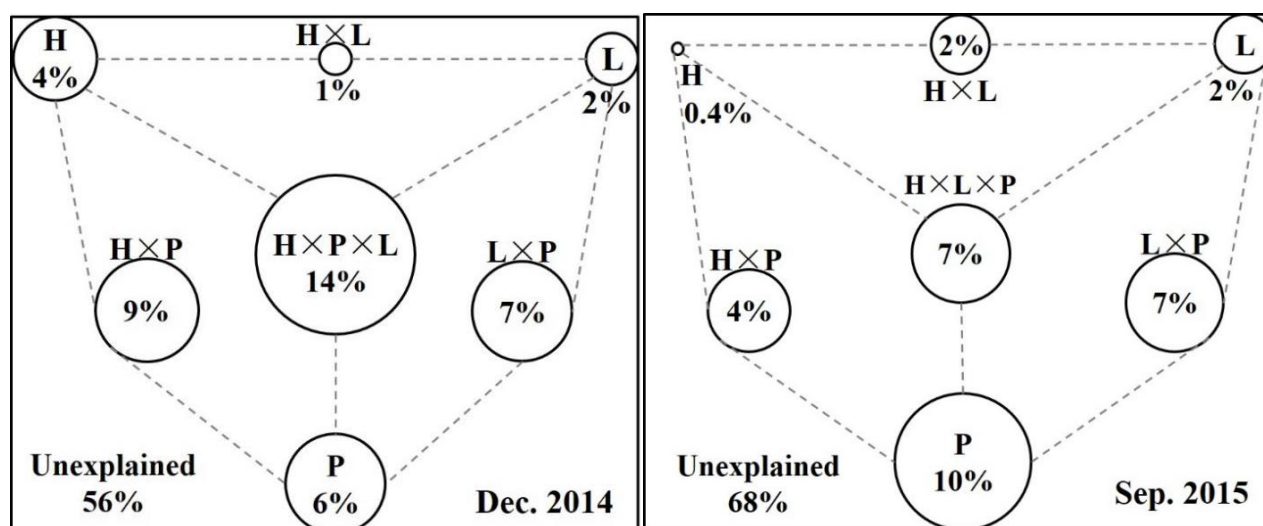 H
4%
H×L
1%
L
2%
H×P
9%
H×P×L
14%
L×P
7%
P
6%
Unexplained
56%
Dec. 2014
H
0.4%
2%
H×L
L
2%
H×L×P
7%
H×P
4%
L×P
7%
P
10%
Unexplained
68%
Sep. 2015